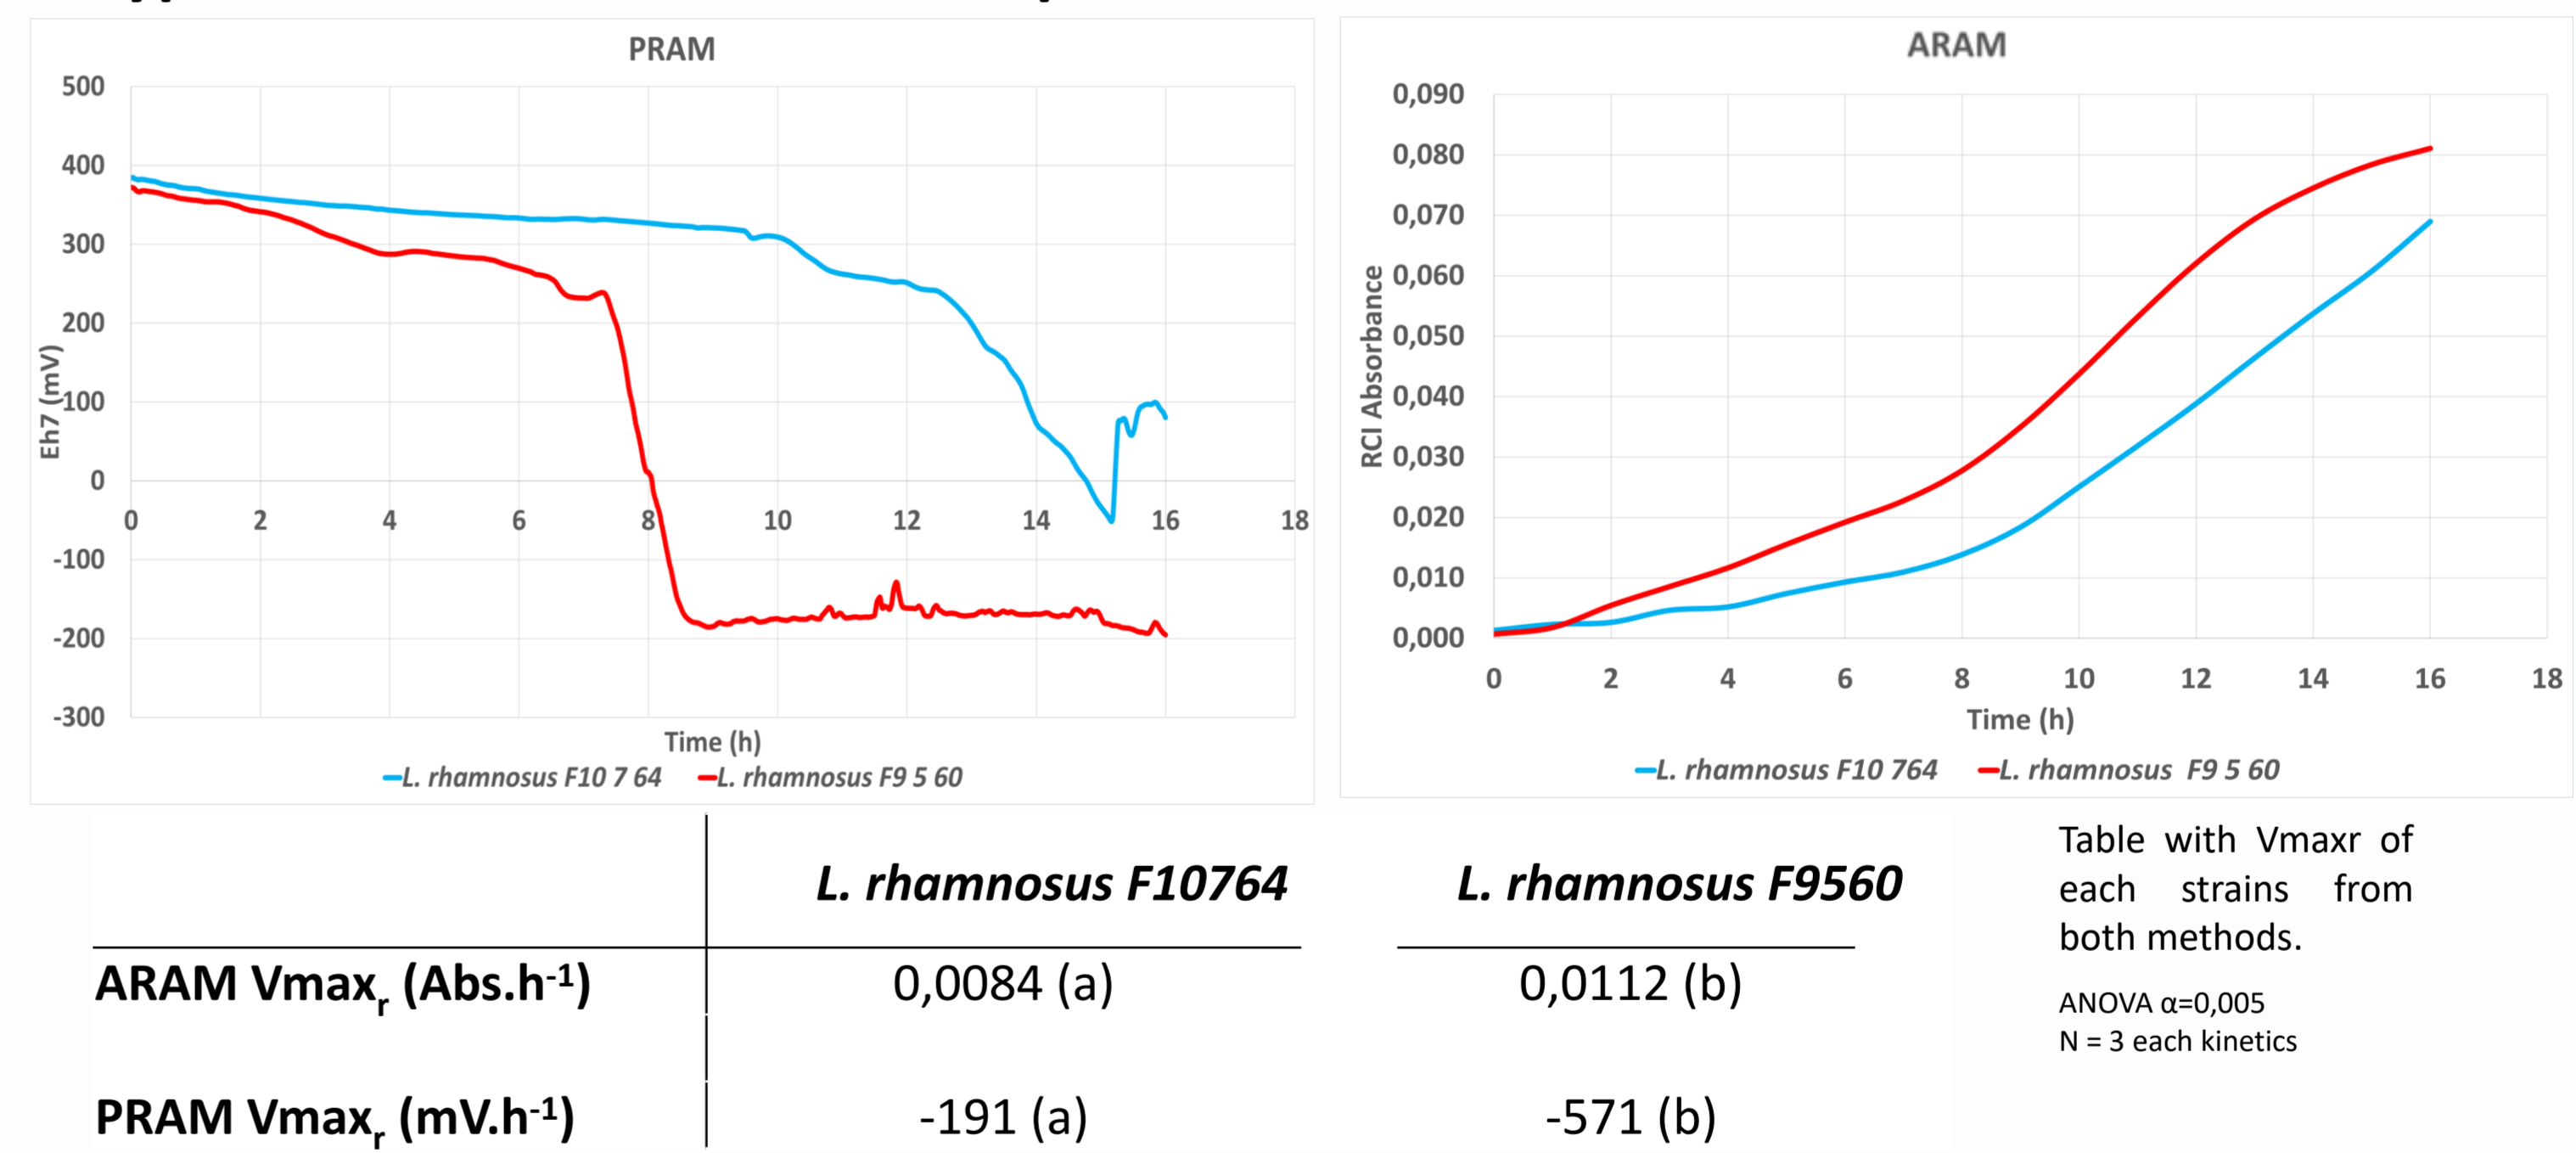 PRAM
500
400
300
200
100
0
-100
-200
-300
Eh7 (mV)
0 2 4 6 8 10 12 14 16 18
Time (h)
L. rhamnosus F10 7 64 L. rhamnosus F9 5 60
ARAM
0,090
0,080
0,070
0,060
0,050
0,040
0,030
0,020
0,010
0,000
RCI Absorbance
0 2 4 6 8 10 12 14 16 18
Time (h)
L. rhamnosus F10 764 L. rhamnosus F9 5 60
L. rhamnosus F10764 L. rhamnosus F9560
ARAM Vmaxr (Abs.h-1) 0,0084 (a) 0,0112 (b)
PRAM Vmaxr (mV.h-1) -191 (a) -571 (b)
Table with Vmaxr of
each strains from
both methods.
ANOVA α=0,005
N = 3 each kinetics